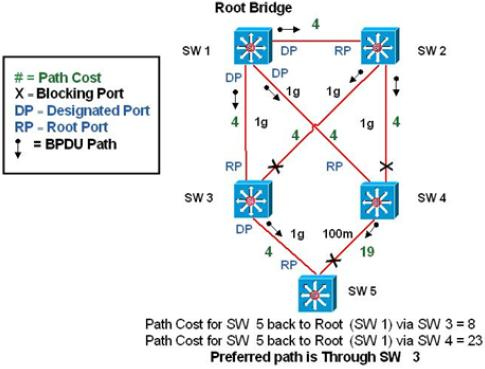 Root Bridge
4
SW 1
DP
RP
SW 2
# = Path Cost
X = Blocking Port
DP = Designated Port
RP = Root Port
= BPDU Path
DP
DP
1g
1g
4
1g
4
4
1g
4
RP
X
RP
X
SW 3
SW 4
DP
1g
100m
4
RP
X
19
SW 5
Path Cost for SW 5 back to Root (SW 1) via SW 3 = 8
Path Cost for SW 5 back to Root (SW 1) via SW 4 = 23
Preferred path is Through SW 3